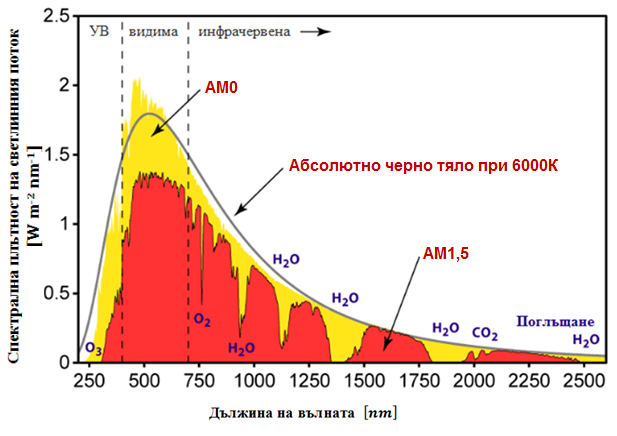 УВ видима инфрачервена
2.5
2
1.5
1
0.5
0
AM0
Абсолютно черно тяло при 6000К
AM1,5
H₂O
H₂O
H₂O
CO₂
Поглъщане
H₂O
O₃
O₂
H₂O
250 500 750 1000 1250 1500 1750 2000 2250 2500
Дължина на вълната [nm]
Спектрална плътност на светлинния поток
[W m⁻² nm⁻¹]